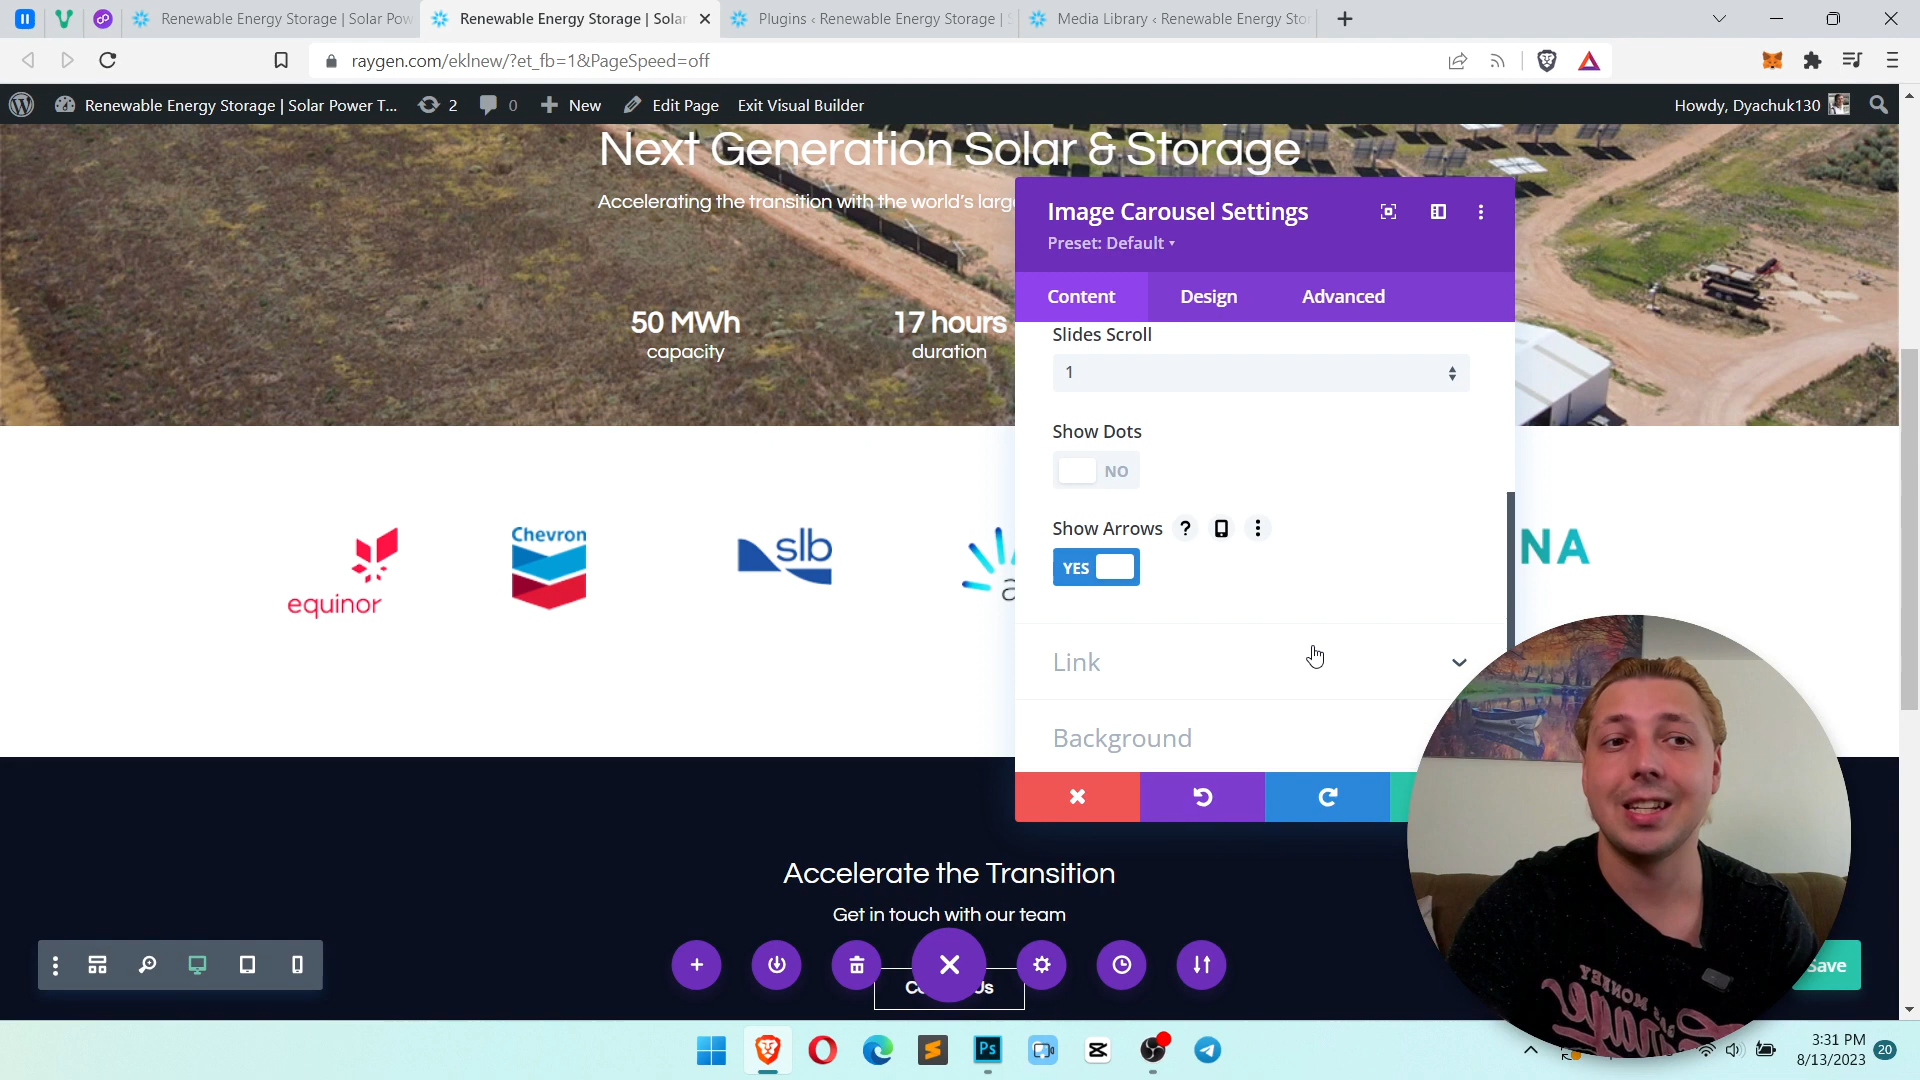 Renewable Energy Storage | Solar Pow
Renewable Energy Storage | Solar
Plugins ‹ Renewable Energy Storage | S
Media Library ‹ Renewable Energy Stor
raygen.com/eklnew/?et_fb=1&PageSpeed=off
Renewable Energy Storage | Solar Power T... 2 0 New Edit Page Exit Visual Builder
Howdy, Dyachuk130
Next Generation Solar & Storage
Accelerating the transition with the world's larg
50 MWh
capacity
17 hours
duration
Image Carousel Settings
Preset: Default
Content Design Advanced
Slides Scroll
1
Show Dots
NO
Show Arrows ?
YES
Link
Background
equinor
Chevron
slb
a
NA
Accelerate the Transition
Get in touch with our team
Co Us
Save
Ps
3:31 PM
8/13/2023
20